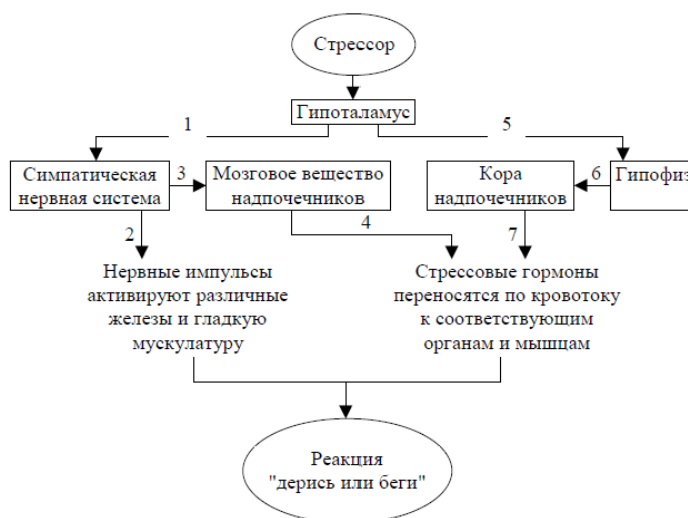 Стрессор
Гипоталамус
1
5
Симпатическая
нервная система
3
Мозговое вещество
надпочечников
Кора
надпочечников
6
Гипофиз
2
4
7
Нервные импульсы
активируют различные
железы и гладкую
мускулатуру
Стрессовые гормоны
переносятся по кровотоку
к соответствующим
органам и мышцам
Реакция
"дерись или беги"